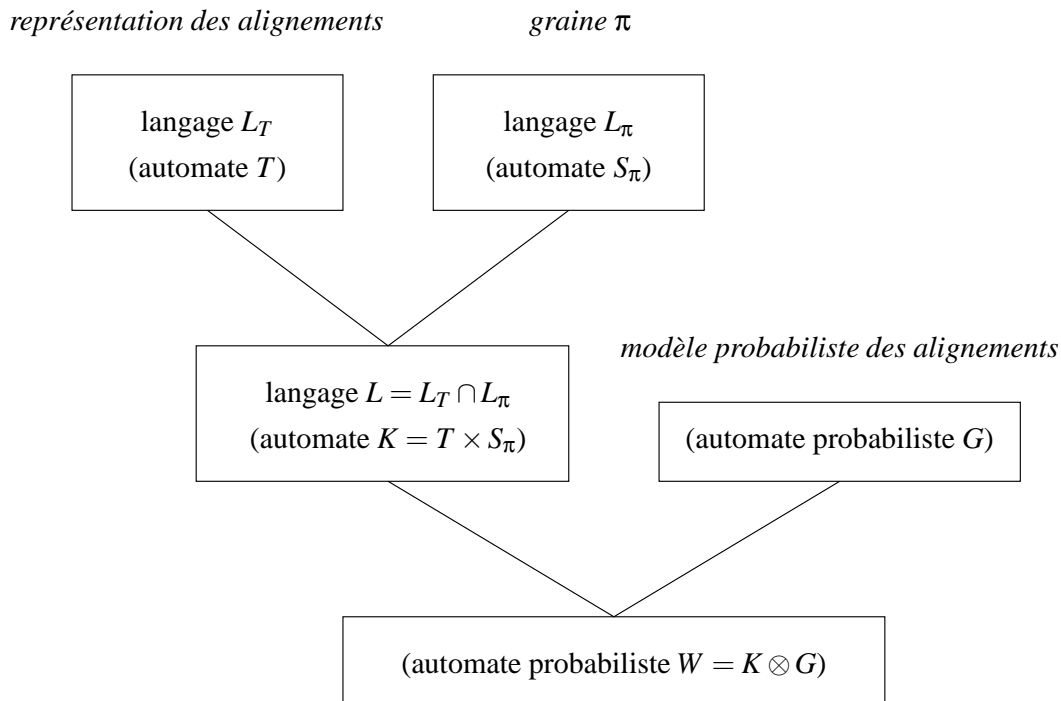 représentation des alignements
graine π
langage L_T
(automate T)
langage L_π
(automate S_π)
langage L = L_T ∩ L_π
(automate K = T × S_π)
modèle probabiliste des alignements
(automate probabiliste G)
(automate probabiliste W = K ⊗ G)